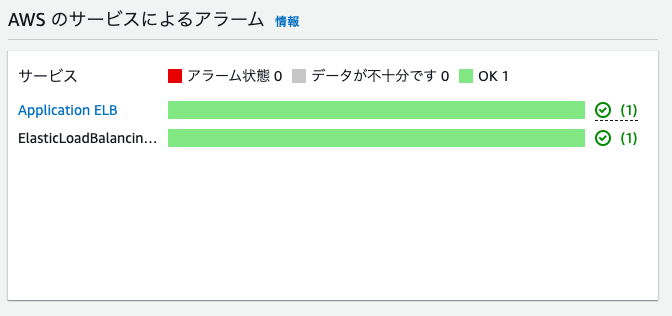 AWS のサービスによるアラーム 情報
サービス アラーム状態 0 データが不十分です 0 OK 1
Application ELB (1)
ElasticLoadBalancin... (1)